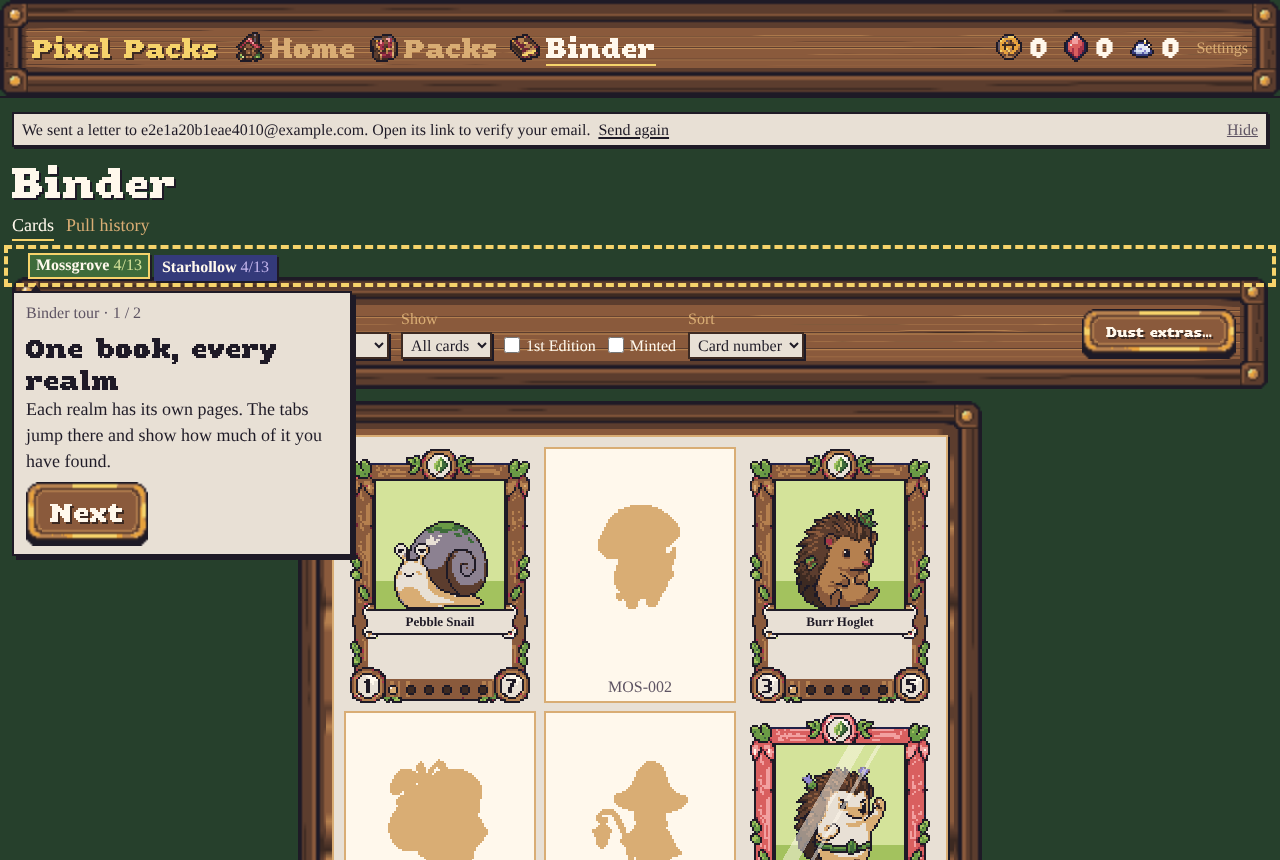 Pixel Packs Home Packs Binder 0 0 0 Settings
We sent a letter to e2e1a20b1eae4010@example.com. Open its link to verify your email. Send again Hide
Binder
Cards Pull history
Mossgrove 4/13 Starhollow 4/13
Binder tour · 1 / 2
One book, every
realm
Each realm has its own pages. The tabs
jump there and show how much of it you
have found.
Next
Show Sort
All cards 1st Edition Minted Card number Dust extras...
Pebble Snail
1 7
MOS-002
Burr Hoglet
3 5